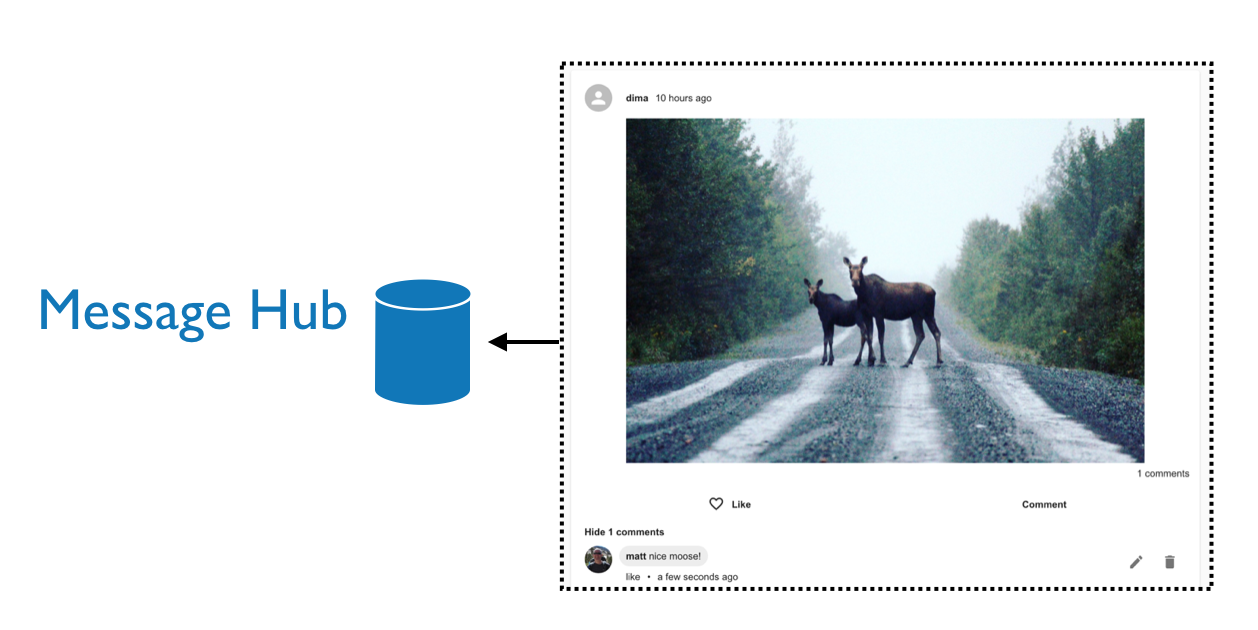 Message Hub
dima 10 hours ago
1 comments
Like
Comment
Hide 1 comments
matt nice moose!
like • a few seconds ago